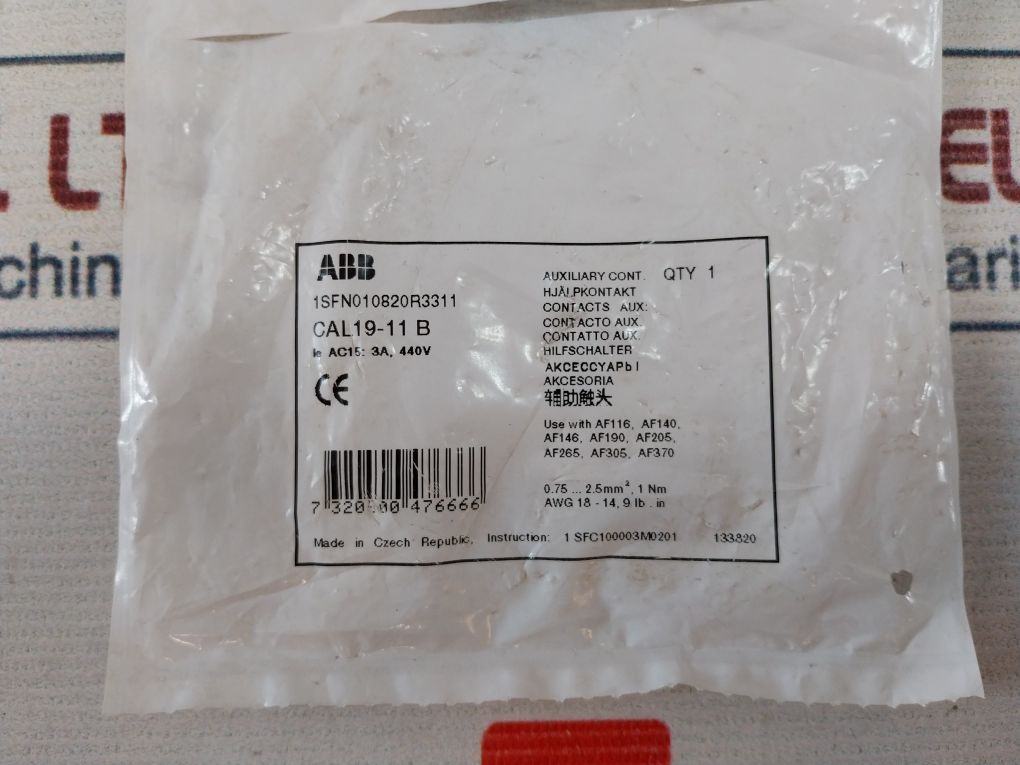 ABB
1SFN010820R3311
CAL19-11 B
Ie AC15: 3A, 440V
CE
AUXILIARY CONT. QTY 1
HJÄLPKONTAKT
CONTACTS AUX:
CONTACTO AUX.
CONTATTO AUX.
HILFSCHALTER
AKCECCYAPb I
AKCESORIA
辅助触头
Use with AF116, AF140,
AF146, AF190, AF205,
AF265, AF305, AF370
0.75 ... 2.5mm², 1 Nm
AWG 18 - 14, 9 lb . in
476666
Made in Czech Republic, Instruction: 1 SFC100003M0201 133820